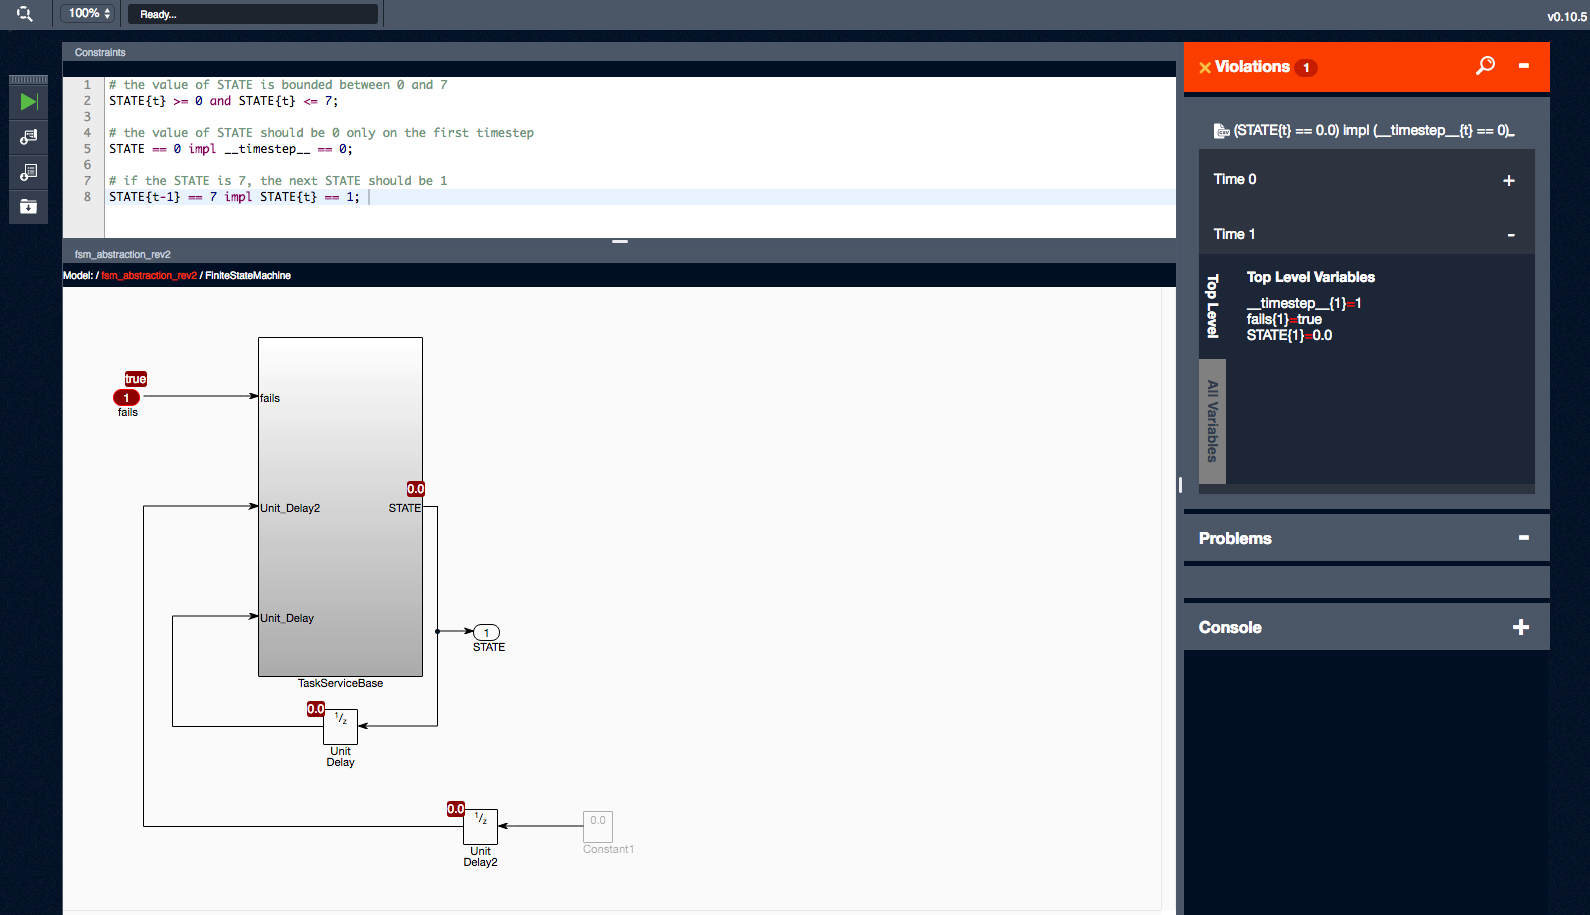 100%
Ready...
v0.10.5
Constraints
1 # the value of STATE is bounded between 0 and 7
2 STATE{t} >= 0 and STATE{t} <= 7;
3
4 # the value of STATE should be 0 only on the first timestep
5 STATE == 0 impl __timestep__ == 0;
6
7 # if the STATE is 7, the next STATE should be 1
8 STATE{t-1} == 7 impl STATE{t} == 1;
fsm_abstraction_rev2
Model: / fsm_abstraction_rev2 / FiniteStateMachine
true
1
fails
fails
0.0
Unit_Delay2
STATE
Unit_Delay
1
STATE
TaskServiceBase
0.0
1/z
Unit
Delay
0.0
1/z
Unit
Delay2
0.0
Constant1
Violations 1
CSV (STATE{t} == 0.0) impl (__timestep__{t} == 0)_
Time 0
Time 1
Top Level
All Variables
Top Level Variables
__timestep__{1}=1
fails{1}=true
STATE{1}=0.0
Problems
Console